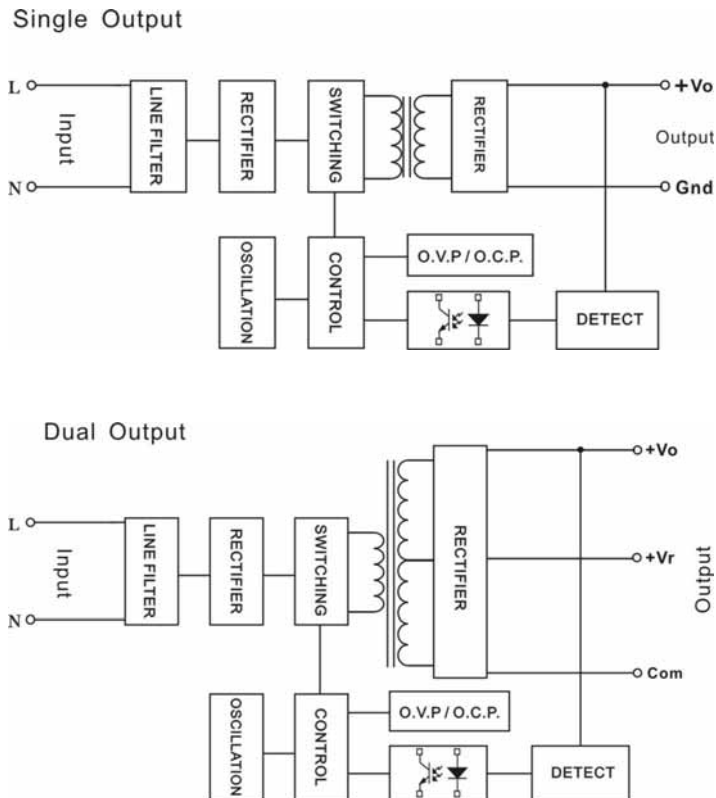 Single Output
L
Input
N
LINE FILTER
RECTIFIER
SWITCHING
RECTIFIER
+Vo
Output
Gnd
OSCILLATION
CONTROL
O.V.P / O.C.P.
DETECT
Dual Output
L
Input
N
LINE FILTER
RECTIFIER
SWITCHING
RECTIFIER
+Vo
+Vr
Output
Com
OSCILLATION
CONTROL
O.V.P / O.C.P.
DETECT